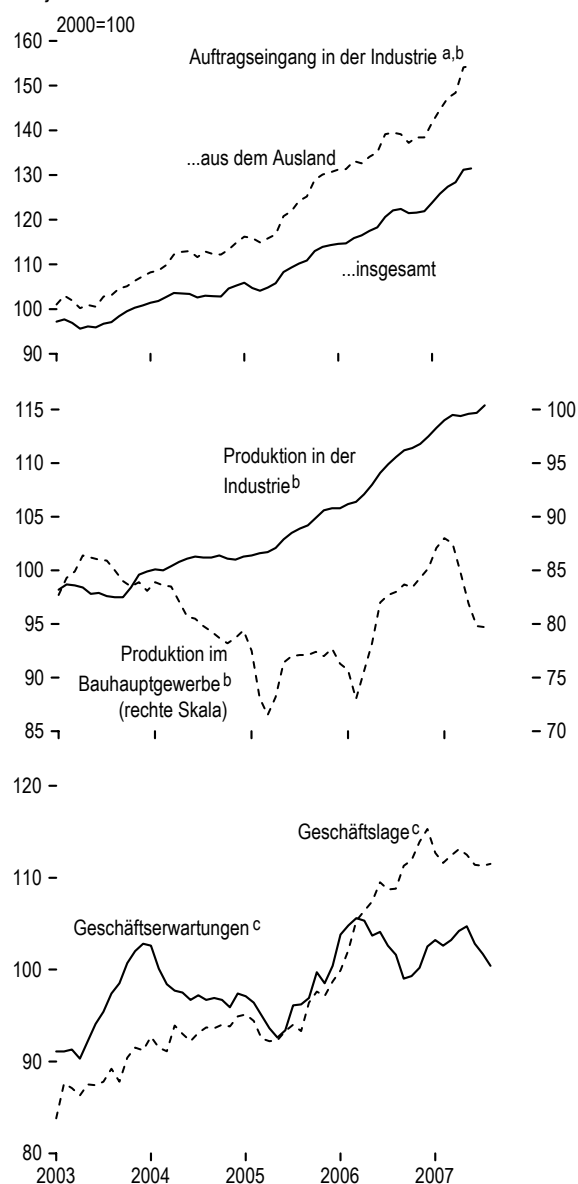 2000=100
160
Auftragseingang in der Industrie a,b
150
140
...aus dem Ausland
130
120
110
...insgesamt
100
90
115
100
Produktion in der
Industrie b
110
95
105
90
100
85
95
80
Produktion im
Bauhauptgewerbe b
(rechte Skala)
90
75
85
70
120
Geschäftslage c
110
Geschäftserwartungen c
100
90
80
2003 2004 2005 2006 2007